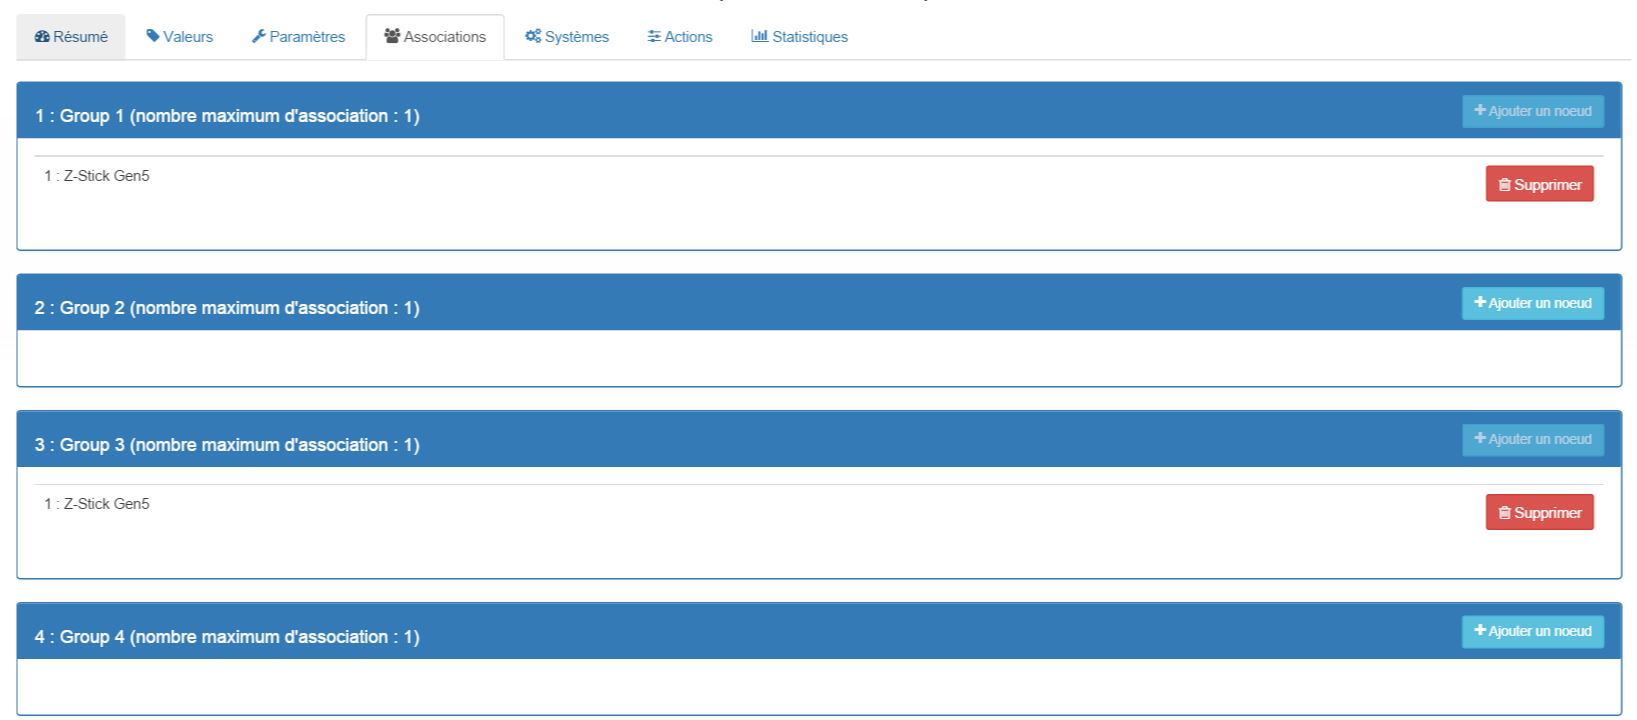 Résumé Valeurs Paramètres Associations Systèmes Actions Statistiques
1 : Group 1 (nombre maximum d'association : 1) Ajouter un noeud
1 : Z-Stick Gen5 Supprimer
2 : Group 2 (nombre maximum d'association : 1) Ajouter un noeud
3 : Group 3 (nombre maximum d'association : 1) Ajouter un noeud
1 : Z-Stick Gen5 Supprimer
4 : Group 4 (nombre maximum d'association : 1) Ajouter un noeud